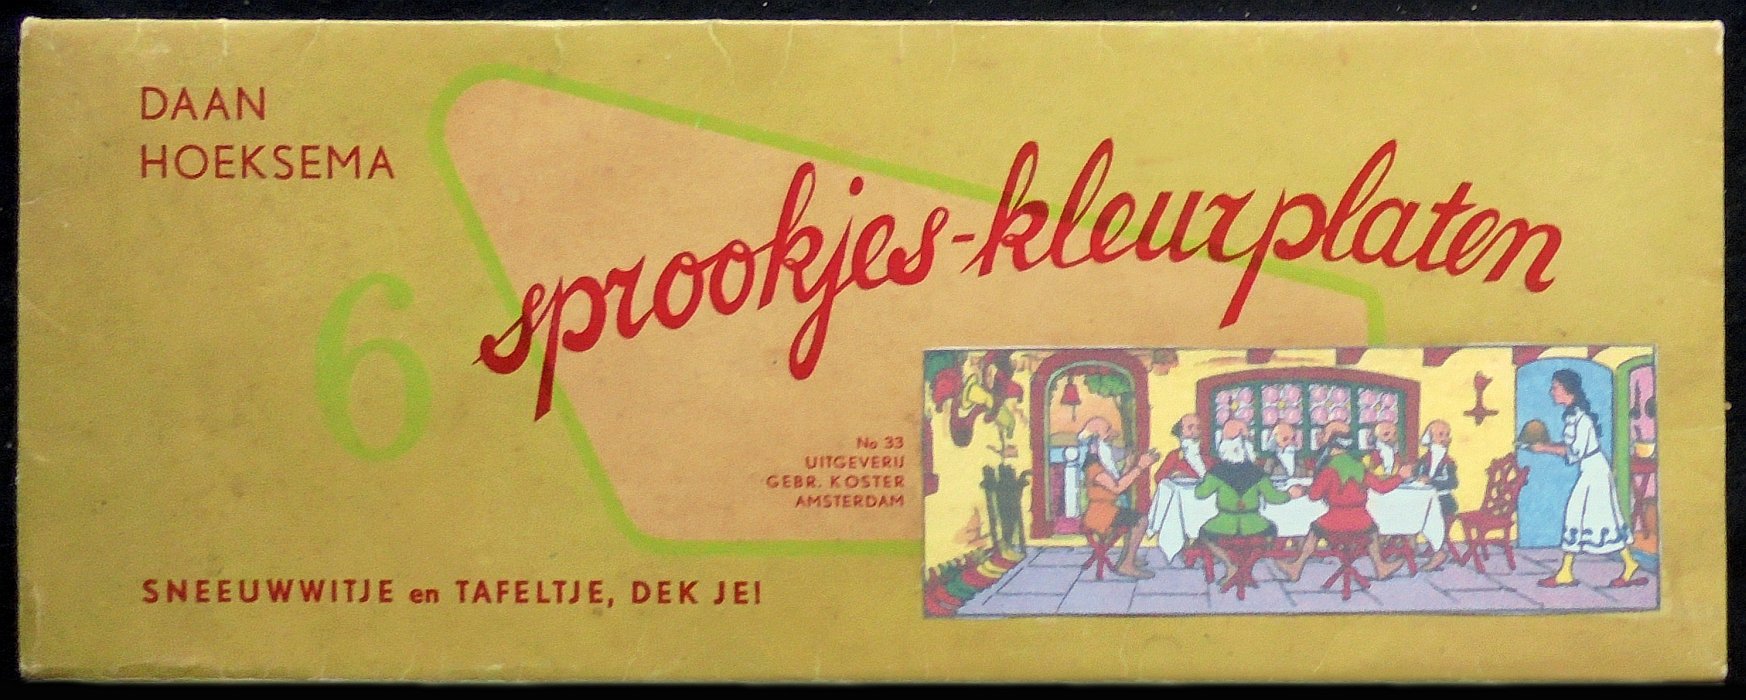 DAAN
HOEKSEMA
6
sprookjes-kleurplaten
No 33
UITGEVERIJ
GEBR. KOSTER
AMSTERDAM
SNEEUWWITJE en TAFELTJE, DEK JE!